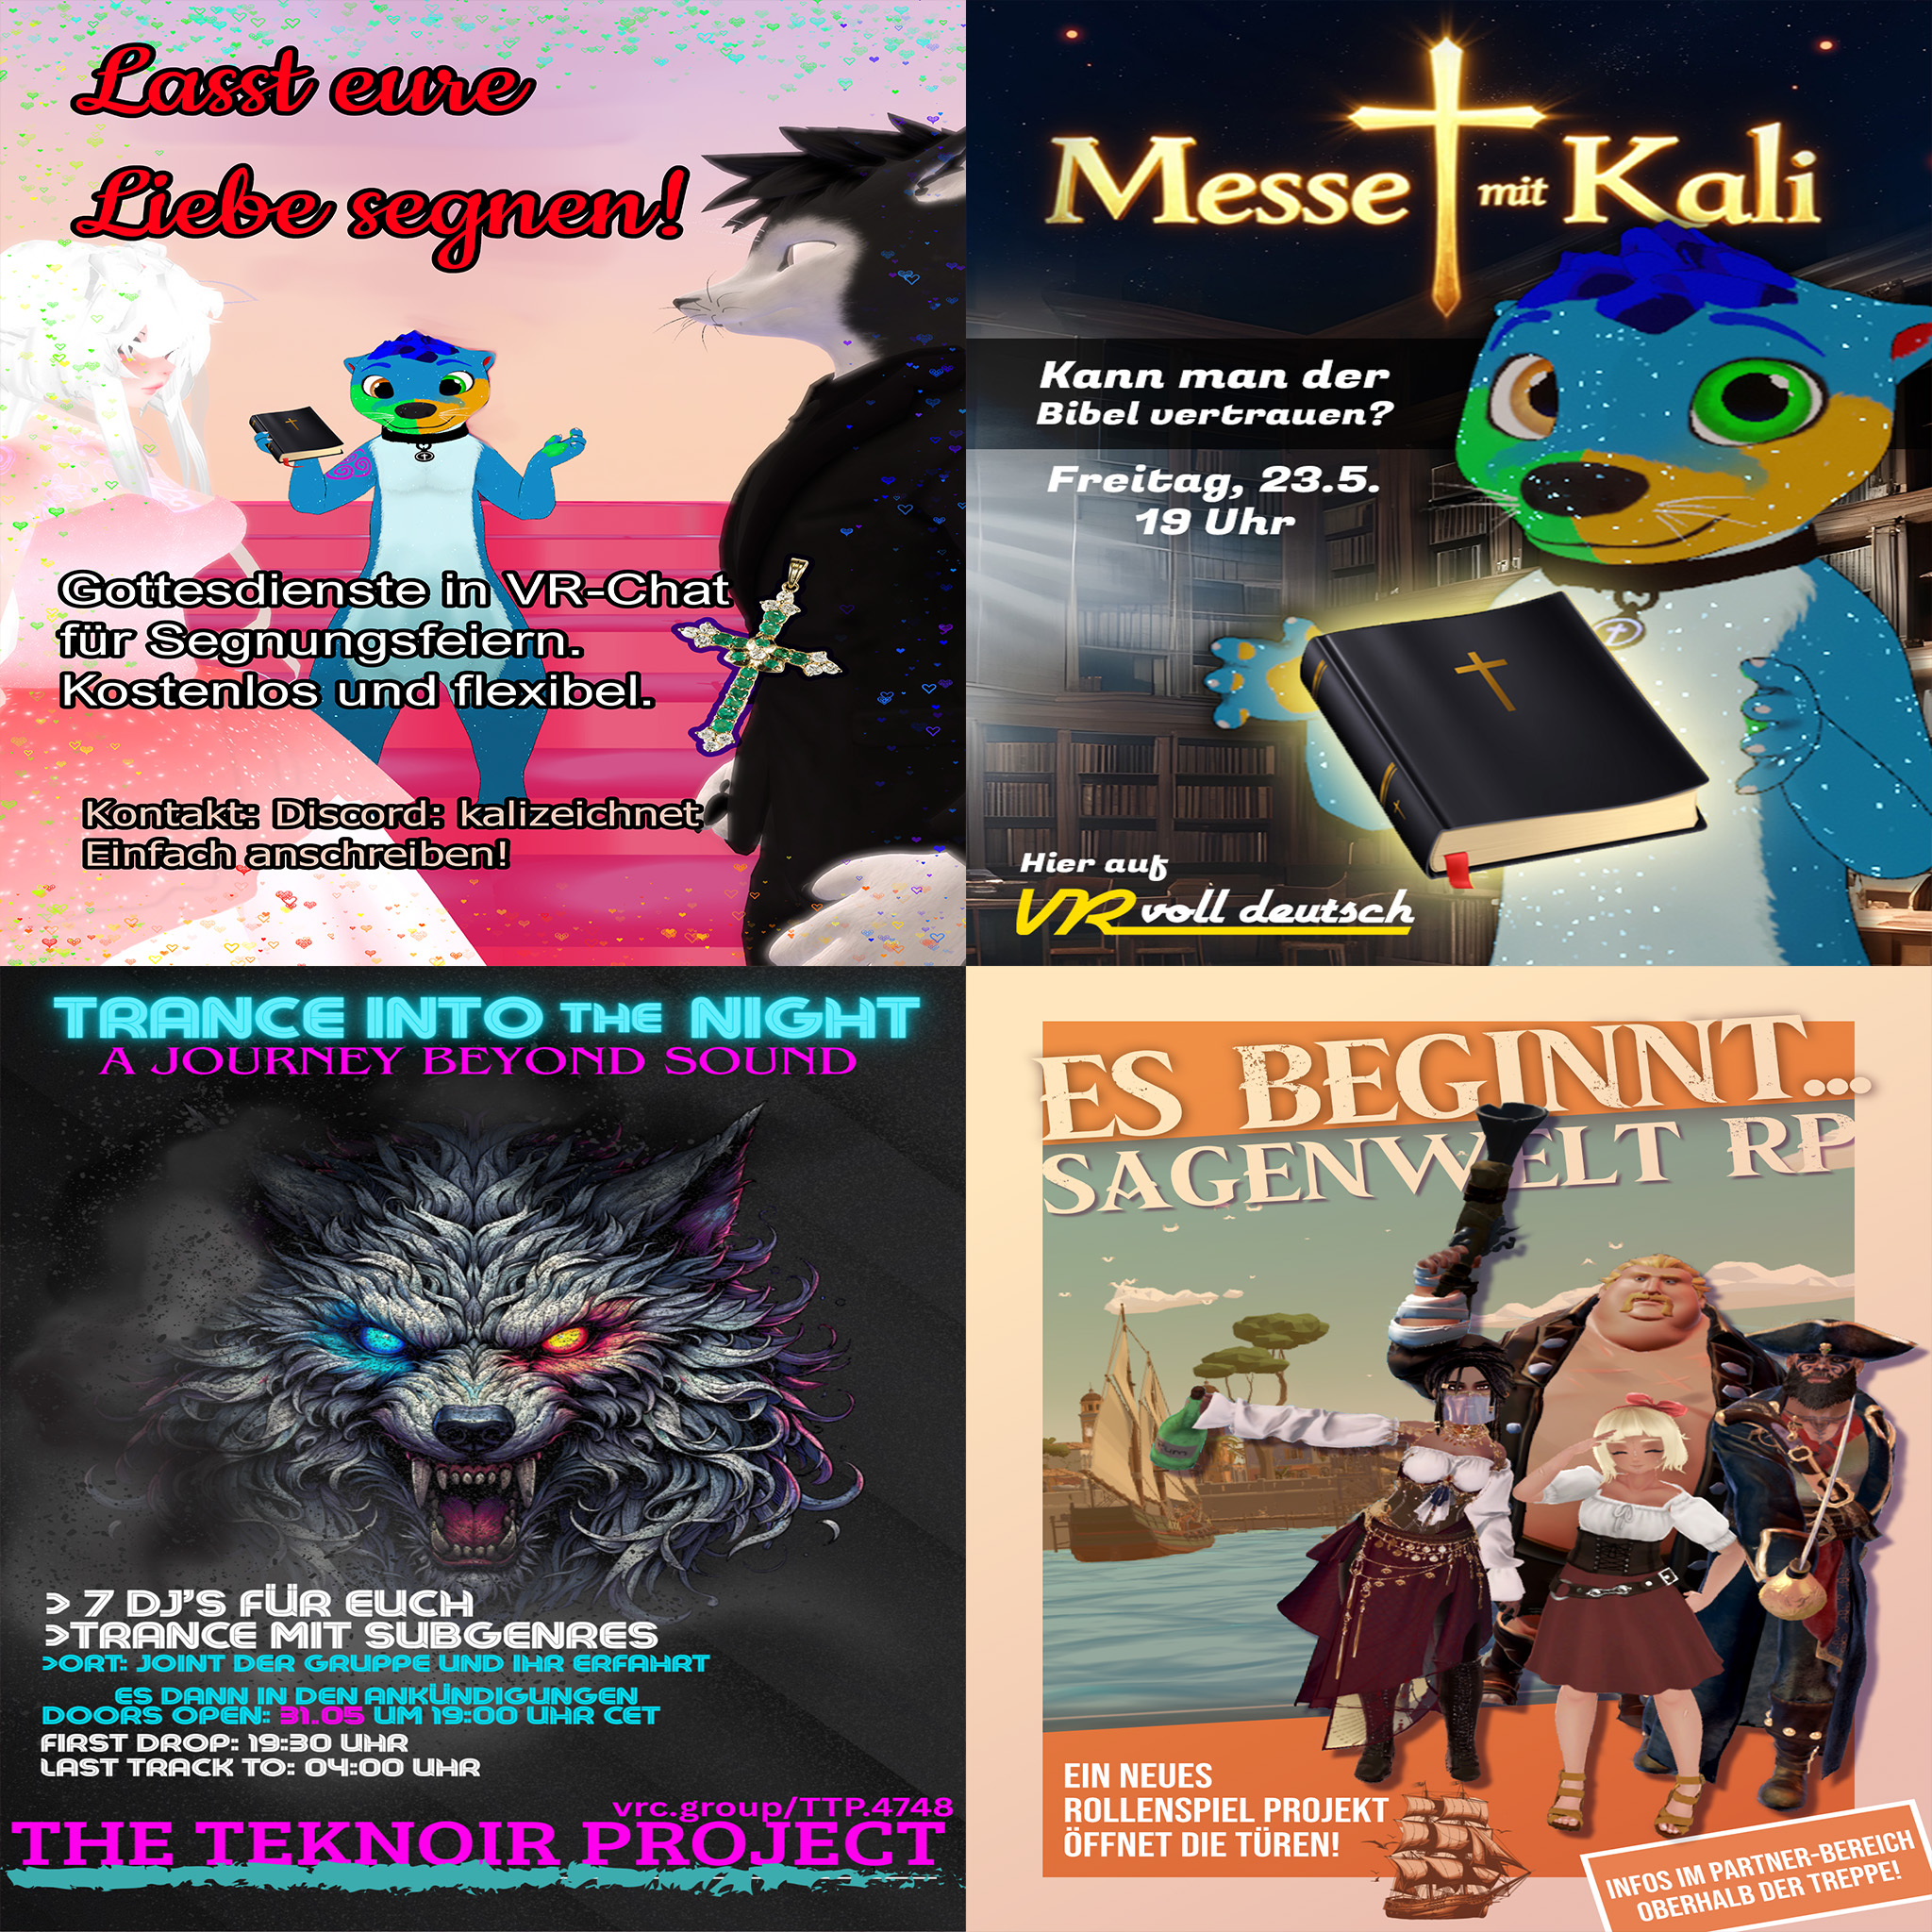 Lasst eure
Liebe segnen!
Gottesdienste in VR-Chat
für Segnungsfeiern.
Kostenlos und flexibel.
Kontakt: Discord: kalizeichnet
Einfach anschreiben!
Messe mit Kali
Kann man der
Bibel vertrauen?
Freitag, 23.5.
19 Uhr
Hier auf
VR voll deutsch
TRANCE INTO THE NIGHT
A JOURNEY BEYOND SOUND
> 7 DJ'S FÜR EUCH
>TRANCE MIT SUBGENRES
>ORT: JOINT DER GRUPPE UND IHR ERFAHRT
ES DANN IN DEN ANKÜNDIGUNGEN
DOORS OPEN: 31.05 UM 19:00 UHR CET
FIRST DROP: 19:30 UHR
LAST TRACK TO: 04:00 UHR
vrc.group/TTP.4748
THE TEKNOIR PROJECT
ES BEGINNT...
SAGENWELT RP
EIN NEUES
ROLLENSPIEL PROJEKT
ÖFFNET DIE TÜREN!
INFOS IM PARTNER-BEREICH
OBERHALB DER TREPPE!